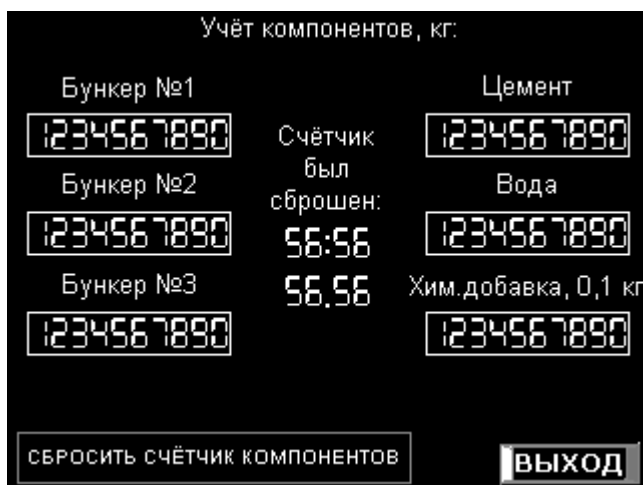 Учёт компонентов, кг:
Бункер №1
1234567890
Бункер №2
1234567890
Бункер №3
1234567890
Счётчик
был
сброшен:
56:56
56.56
Цемент
1234567890
Вода
1234567890
Хим.добавка, 0,1 кг
1234567890
СБРОСИТЬ СЧЁТЧИК КОМПОНЕНТОВ
ВЫХОД